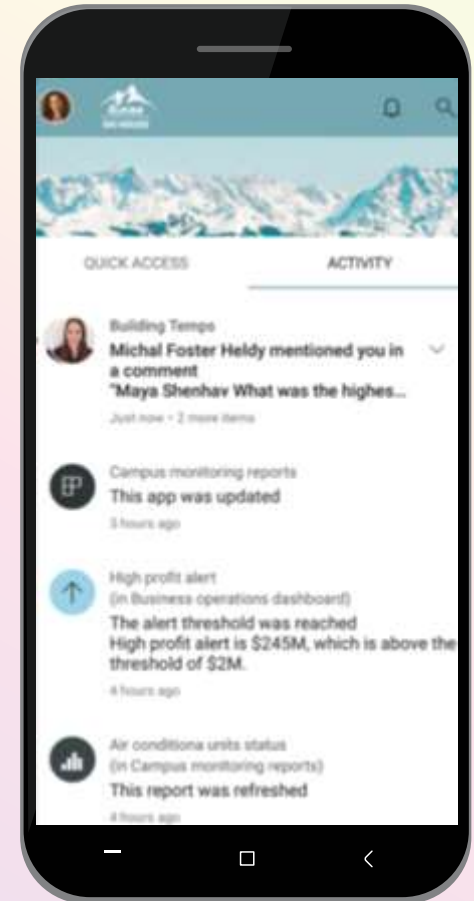 QUICK ACCESS
ACTIVITY
Building Temps
Michal Foster Heldy mentioned you in
a comment
"Maya Shenhav What was the highes...
Just now • 2 more items
Campus monitoring reports
This app was updated
3 hours ago
High profit alert
(in Business operations dashboard)
The alert threshold was reached
High profit alert is $245M, which is above the
threshold of $2M.
4 hours ago
Air conditiona units status
(in Campus monitoring reports)
This report was refreshed
4 hours ago